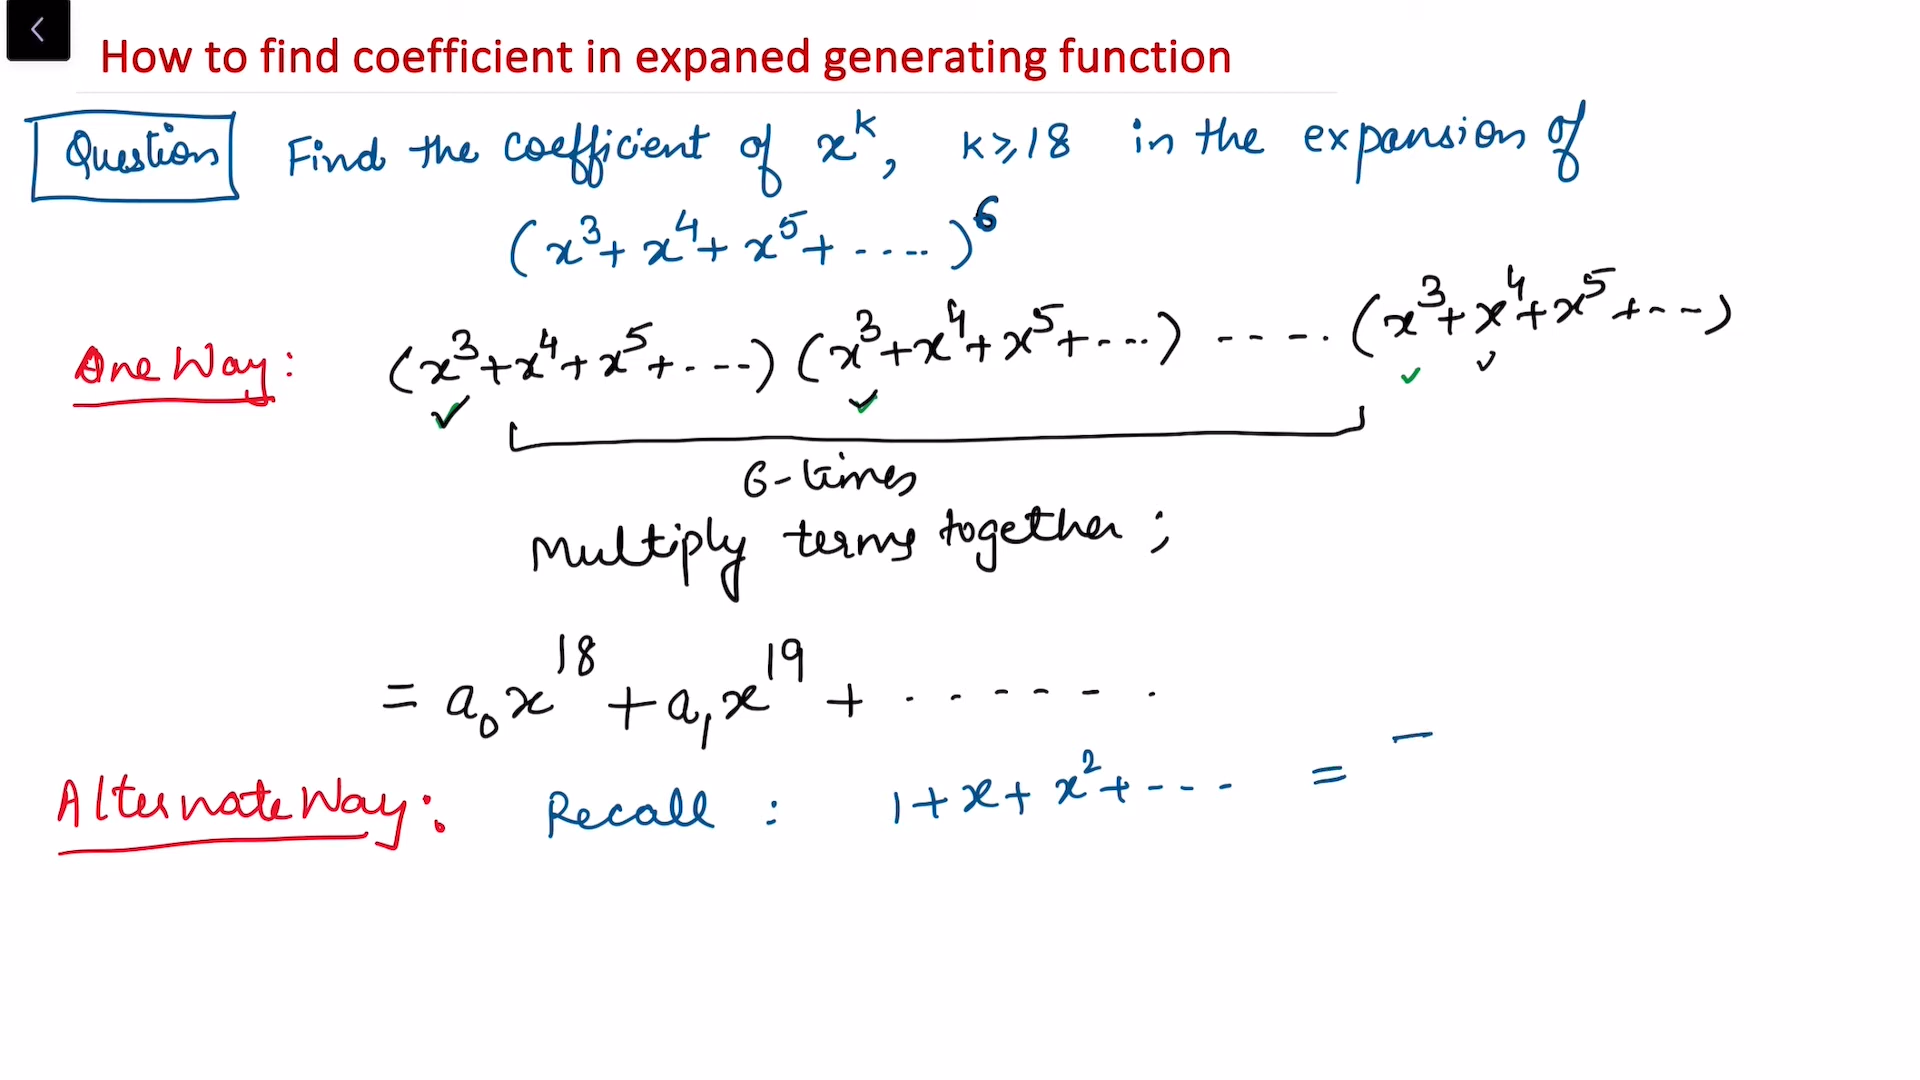 How to find coefficient in expaned generating function
Question Find the coefficient of x^k, k≥18 in the expansion of
(x^3+x^4+x^5+.....)^6
One Way: (x^3+x^4+x^5+....) (x^3+x^4+x^5+....) ..... (x^3+x^4+x^5+...)
6-times
Multiply terms together;
= a_0x^18+a_1x^19+.......
Alternate Way: Recall : 1+x+x^2+.... =